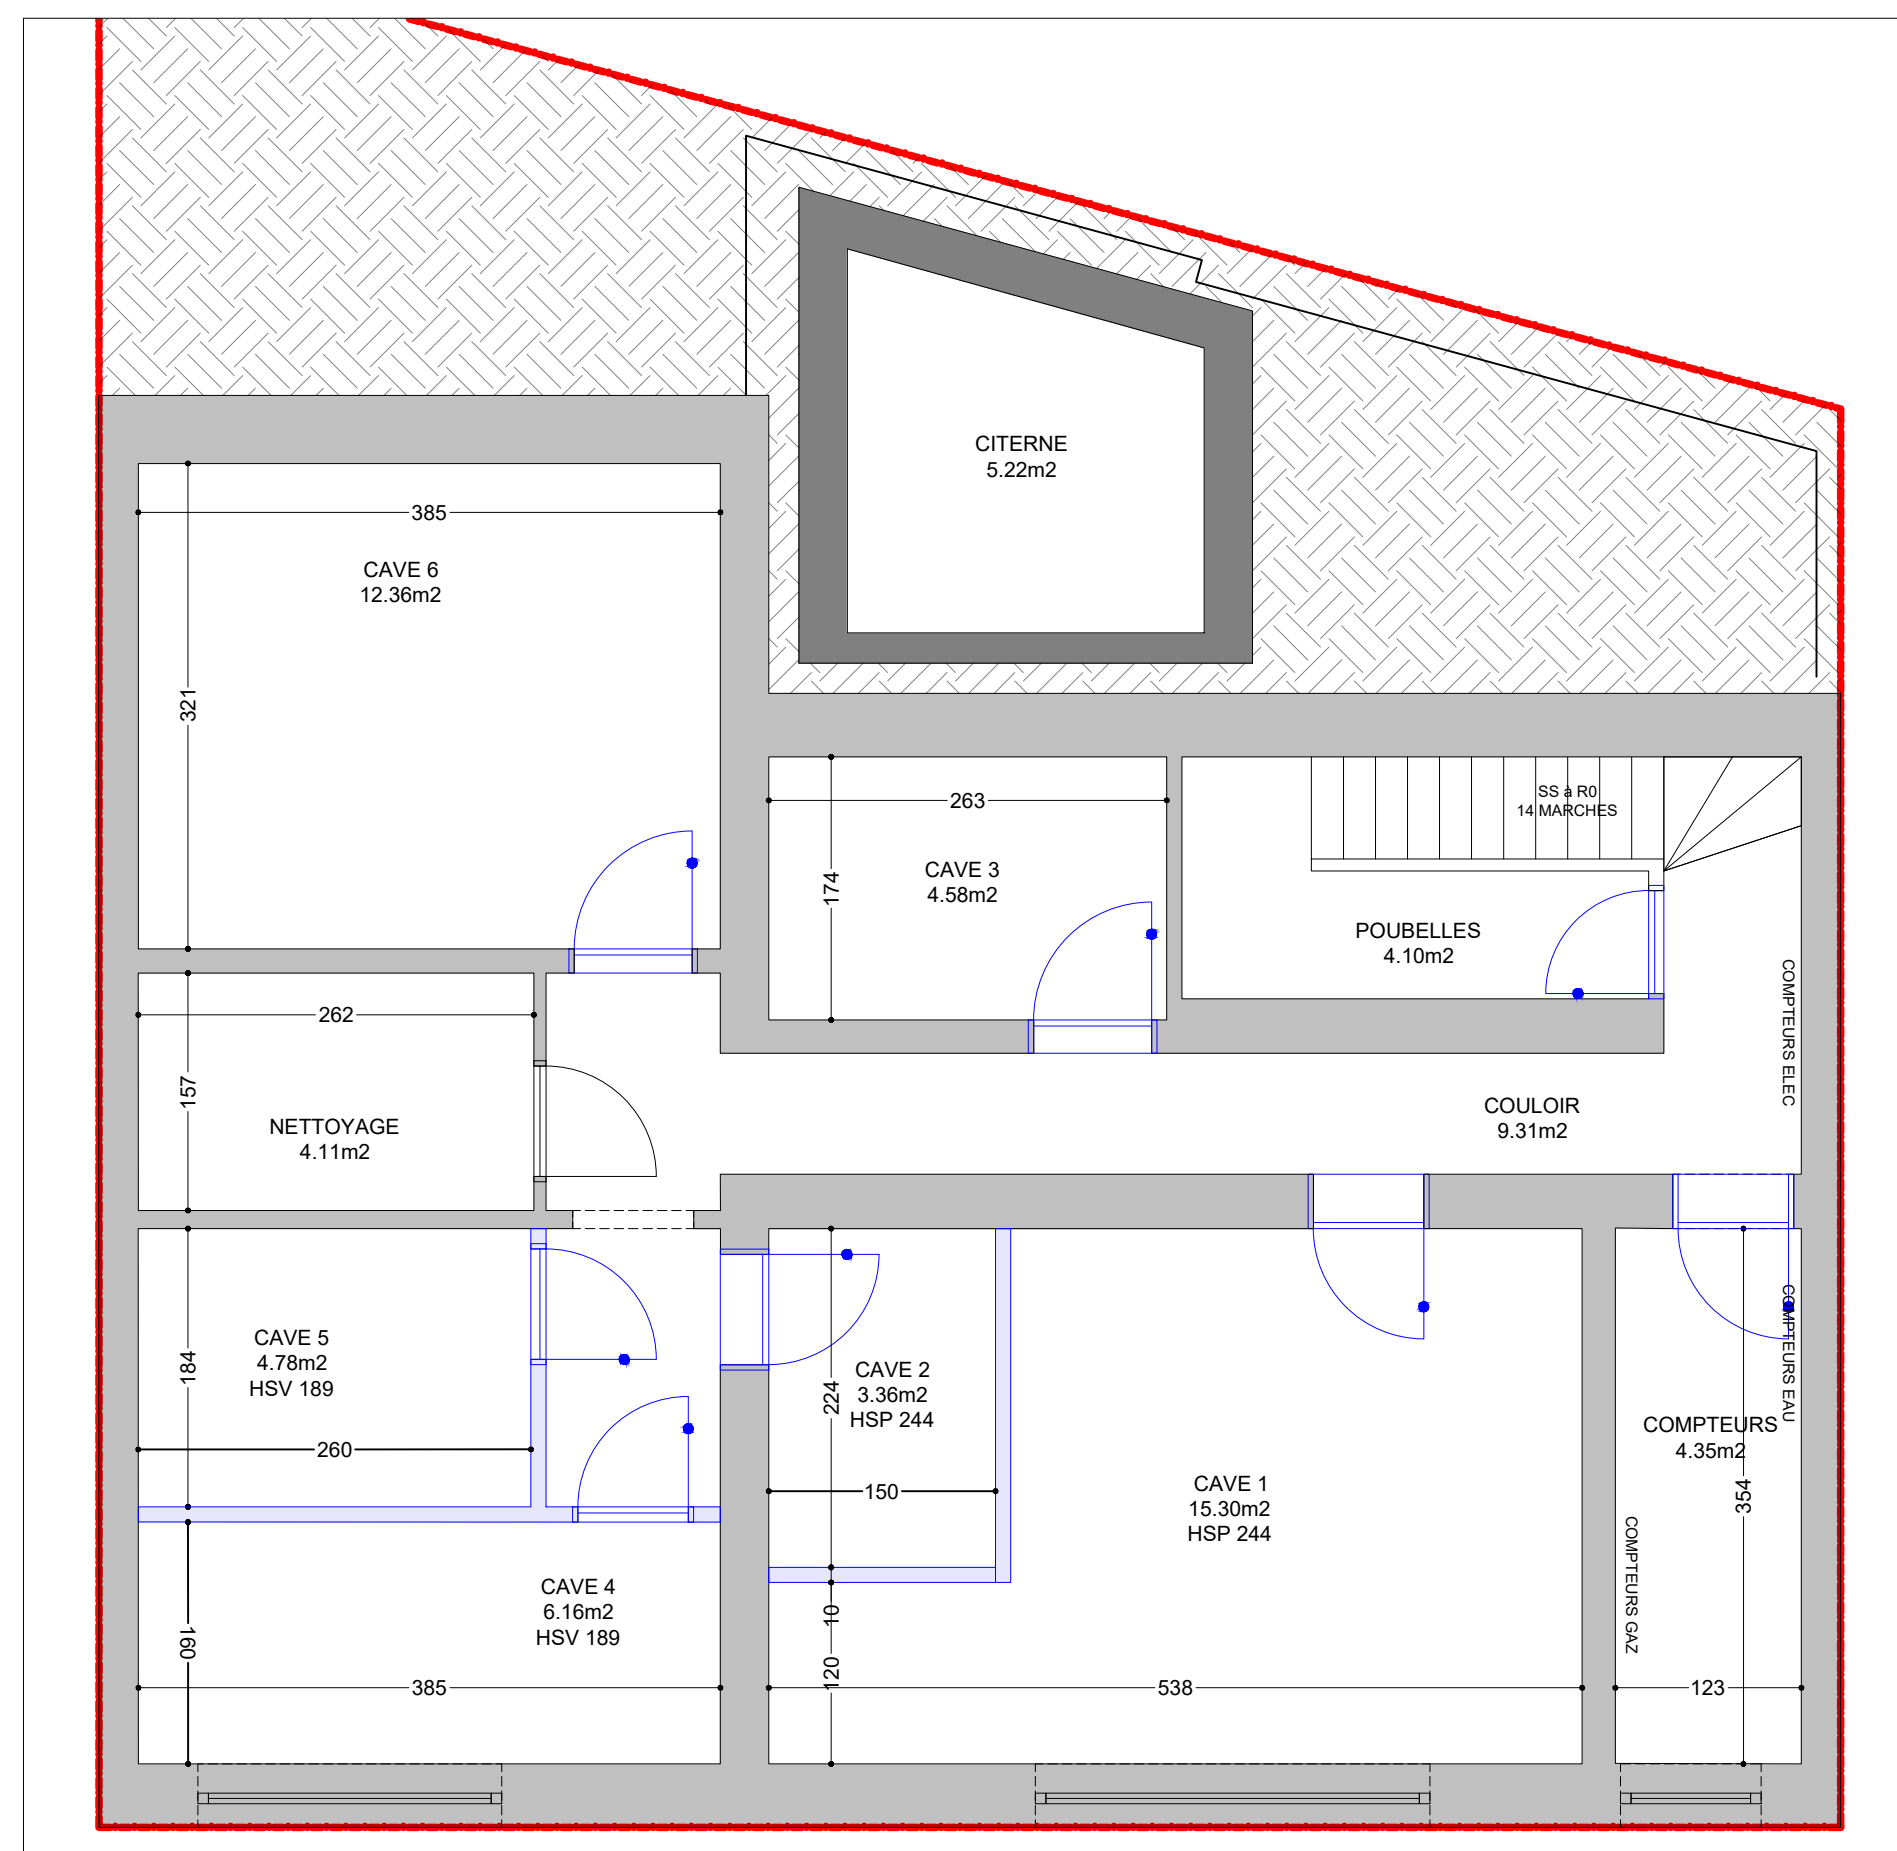 CITERNE
5.22m2
385
CAVE 6
12.36m2
321
SS à R0
14 MARCHES
263
CAVE 3
4.58m2
174
POUBELLES
4.10m2
COMPTEURS ELEC
262
157
NETTOYAGE
4.11m2
COULOIR
9.31m2
CAVE 5
4.78m2
HSV 189
184
260
CAVE 2
3.36m2
HSP 244
224
150
CAVE 1
15.30m2
HSP 244
COMPTEURS EAU
COMPTEURS
4.35m2
354
COMPTEURS GAZ
CAVE 4
6.16m2
HSV 189
160
10
120
385
538
123